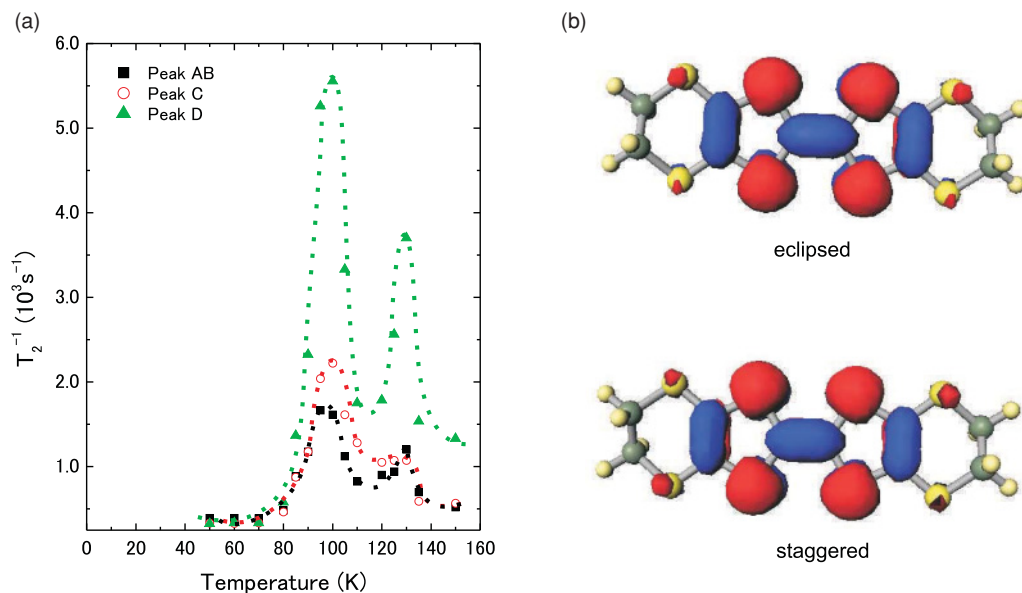 (a)
6.0
5.0
4.0
3.0
2.0
1.0
T₂⁻¹ (10³s⁻¹)
Peak AB
Peak C
Peak D
0 20 40 60 80 100 120 140 160
Temperature (K)
(b)
eclipsed
staggered